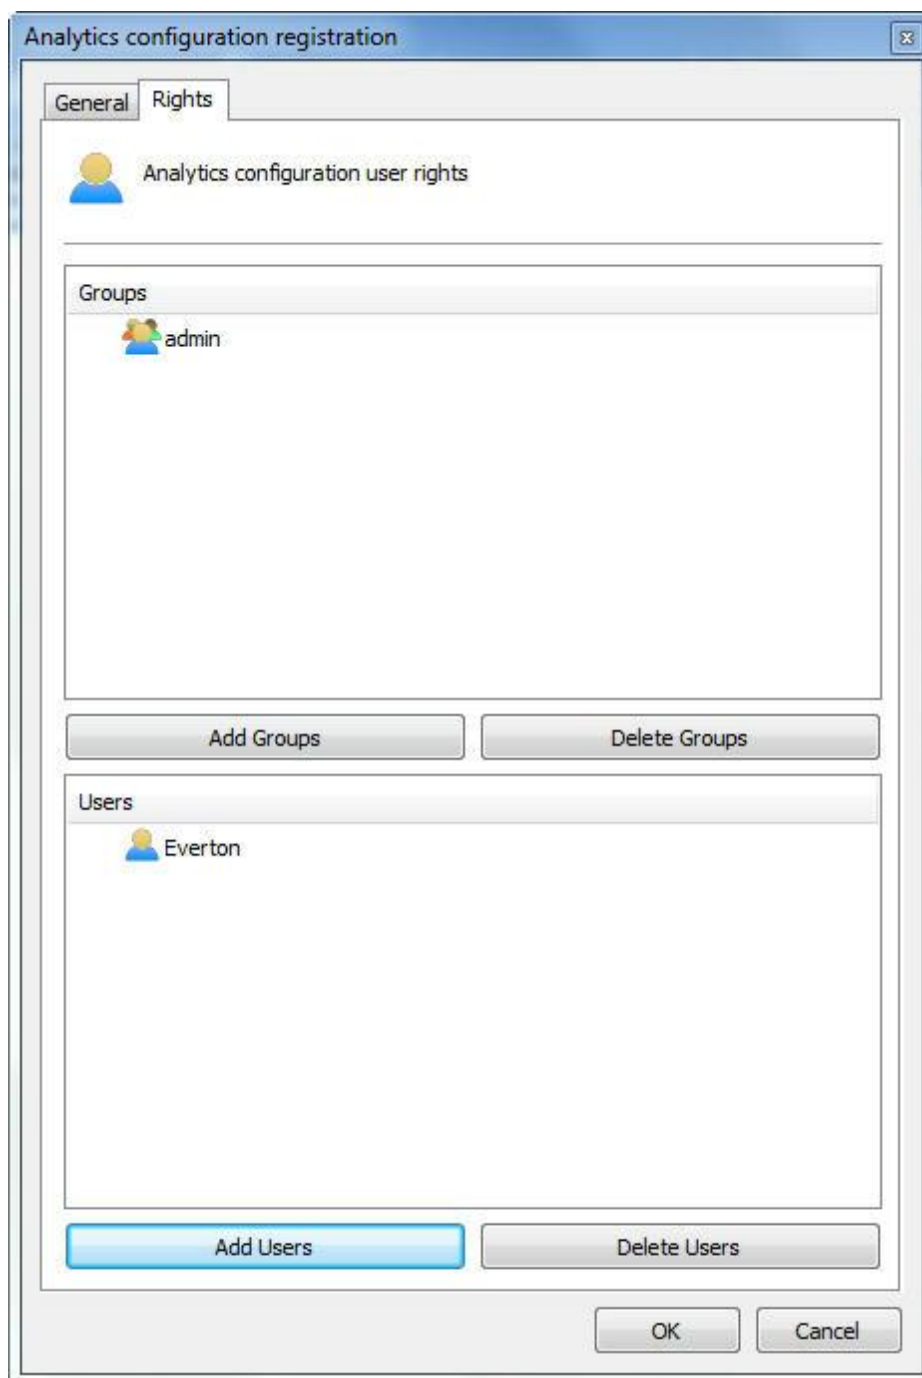 Analytics configuration registration
General Rights
Analytics configuration user rights
Groups
admin
Add Groups Delete Groups
Users
Everton
Add Users Delete Users
OK Cancel